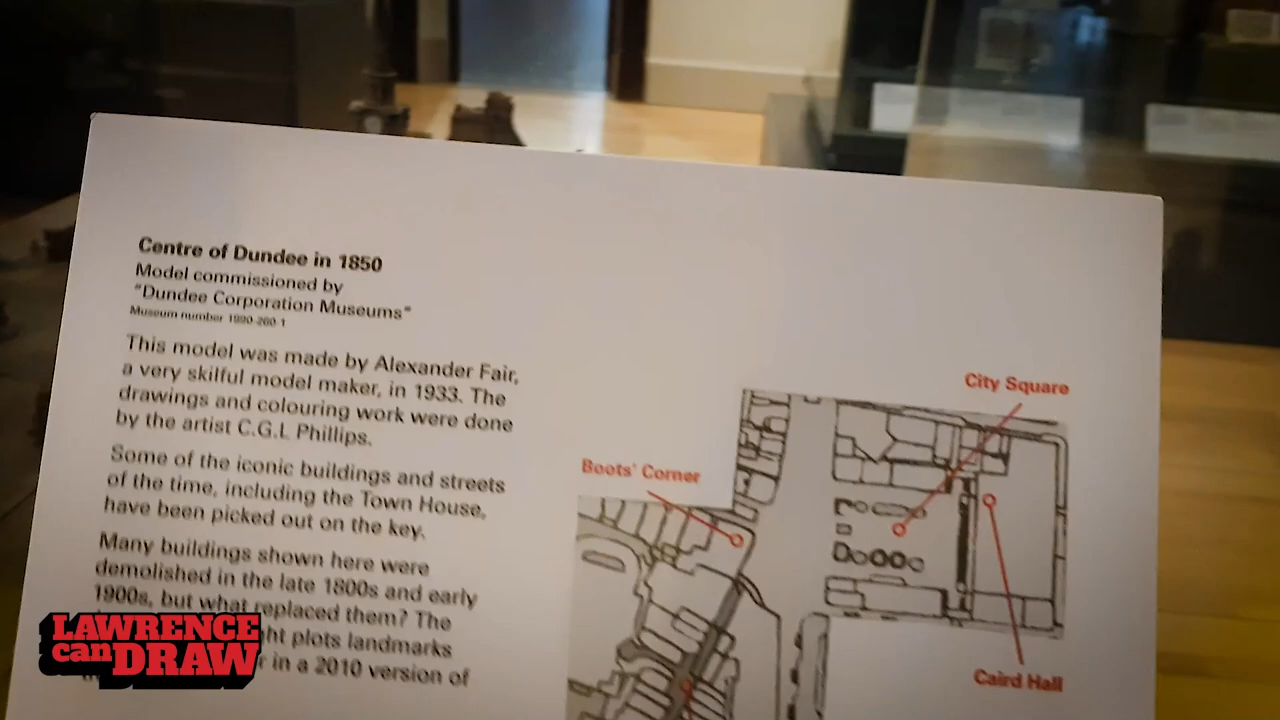 Centre of Dundee in 1850
Model commissioned by
"Dundee Corporation Museums"
Museum number 1990-260-1
This model was made by Alexander Fair,
a very skilful model maker, in 1933. The
drawings and colouring work were done
by the artist C.G.L Phillips.
Some of the iconic buildings and streets
of the time, including the Town House,
have been picked out on the key.
Many buildings shown here were
demolished in the late 1800s and early
1900s, but what replaced them? The
plots landmarks
in a 2010 version of
City Square
Boots' Corner
Caird Hall
LAWRENCE
can DRAW